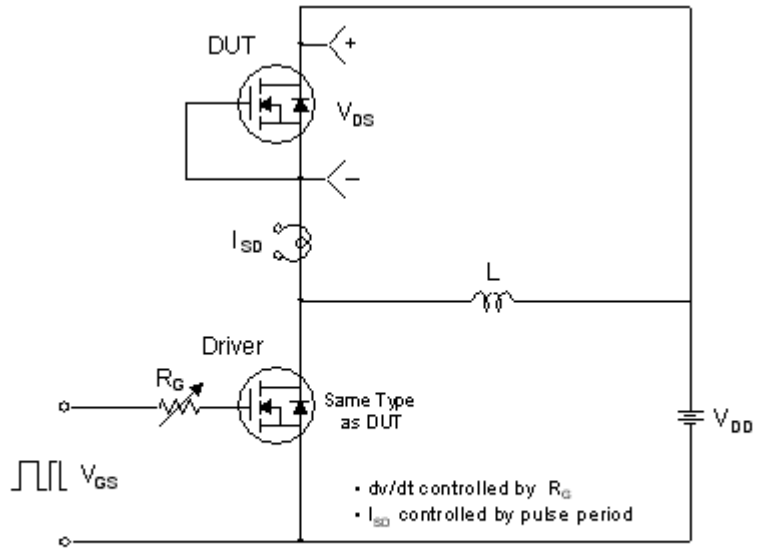 DUT
+
V_DS
−
I_SD
L
Driver
R_G
Same Type
as DUT
V_DD
V_GS
• dv/dt controlled by R_G
• I_SD controlled by pulse period